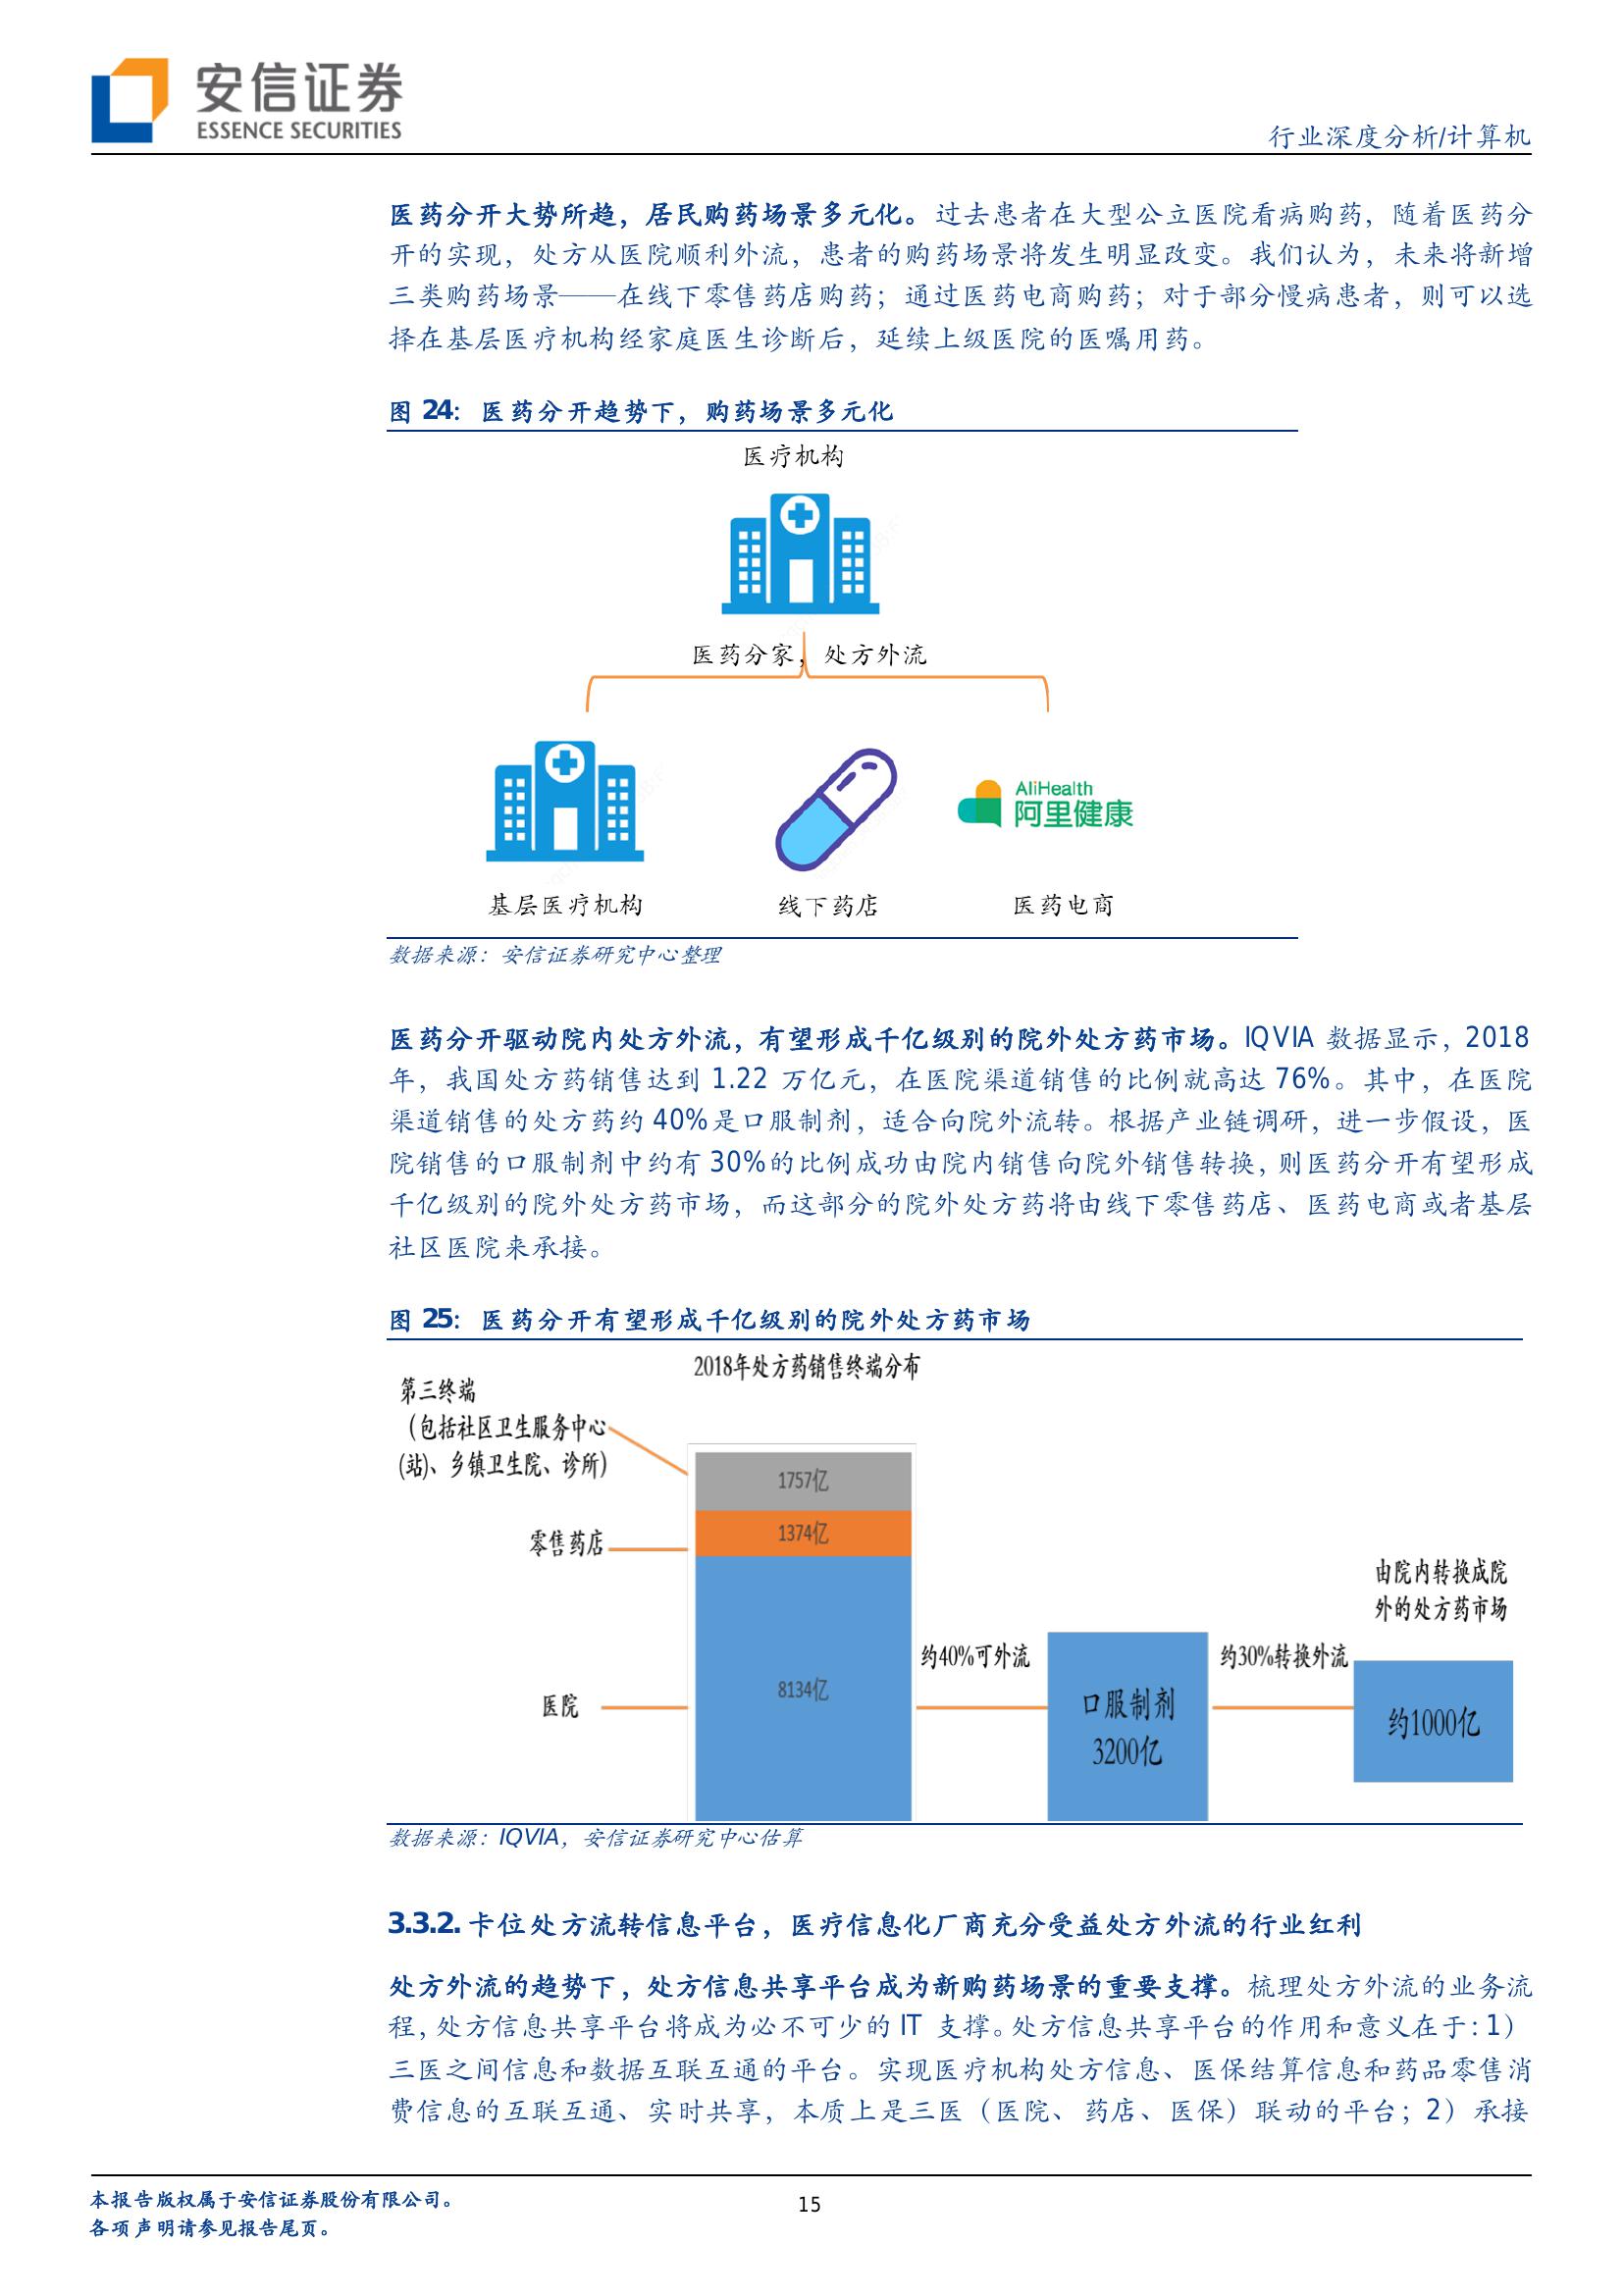 安信证券
ESSENCE SECURITIES
行业深度分析/计算机
医药分开大势所趋，居民购药场景多元化。过去患者在大型公立医院看病购药，随着医药分
开的实现，处方从医院顺利外流，患者的购药场景将发生明显改变。我们认为，未来将新增
三类购药场景——在线下零售药店购药；通过医药电商购药；对于部分慢病患者，则可以选
择在基层医疗机构经家庭医生诊断后，延续上级医院的医嘱用药。
图 24：医药分开趋势下，购药场景多元化
医疗机构
医药分家，处方外流
AliHealth
阿里健康
基层医疗机构 线下药店 医药电商
数据来源：安信证券研究中心整理
医药分开驱动院内处方外流，有望形成千亿级别的院外处方药市场。IQVIA 数据显示，2018
年，我国处方药销售达到 1.22 万亿元，在医院渠道销售的比例就高达 76%。其中，在医院
渠道销售的处方药约 40%是口服制剂，适合向院外流转。根据产业链调研，进一步假设，医
院销售的口服制剂中约有 30%的比例成功由院内销售向院外销售转换，则医药分开有望形成
千亿级别的院外处方药市场，而这部分的院外处方药将由线下零售药店、医药电商或者基层
社区医院来承接。
图 25：医药分开有望形成千亿级别的院外处方药市场
2018年处方药销售终端分布
第三终端
（包括社区卫生服务中心
(站)、乡镇卫生院、诊所）
1757亿
零售药店
1374亿
由院内转换成院
外的处方药市场
约40%可外流
约30%转换外流
医院
8134亿
口服制剂
3200亿
约1000亿
数据来源：IQVIA，安信证券研究中心估算
3.3.2. 卡位处方流转信息平台，医疗信息化厂商充分受益处方外流的行业红利
处方外流的趋势下，处方信息共享平台成为新购药场景的重要支撑。梳理处方外流的业务流
程，处方信息共享平台将成为必不可少的 IT 支撑。处方信息共享平台的作用和意义在于：1）
三医之间信息和数据互联互通的平台。实现医疗机构处方信息、医保结算信息和药品零售消
费信息的互联互通、实时共享，本质上是三医（医院、药店、医保）联动的平台；2）承接
本报告版权属于安信证券股份有限公司。
各项声明请参见报告尾页。
15